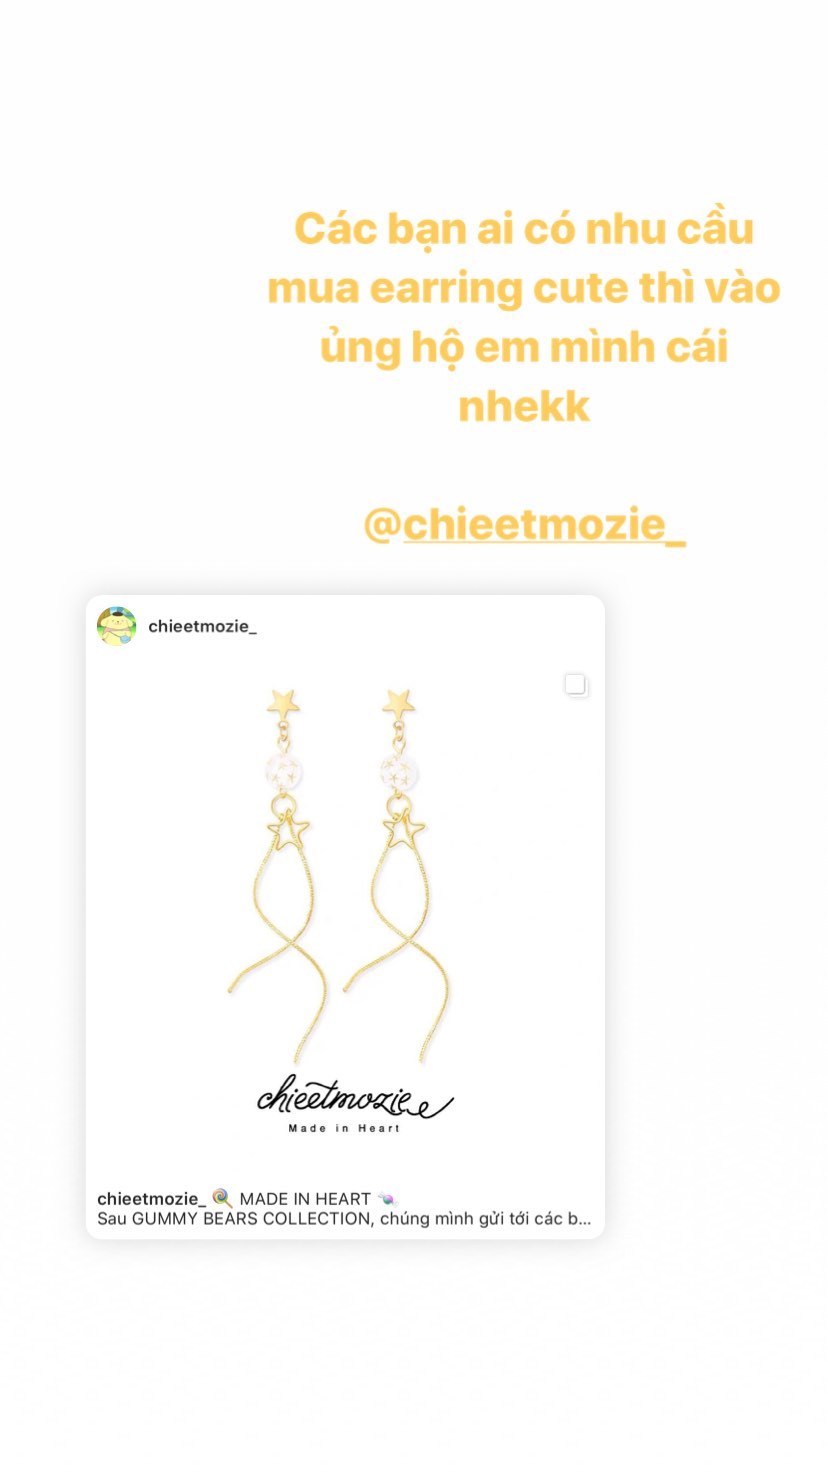 Các bạn ai có nhu cầu
mua earring cute thì vào
ủng hộ em mình cái
nhekk
@chieetmozie_
chieetmozie_
chieetmozie
Made in Heart
chieetmozie_ 🍭 MADE IN HEART 🍬
Sau GUMMY BEARS COLLECTION, chúng mình gửi tới các b...